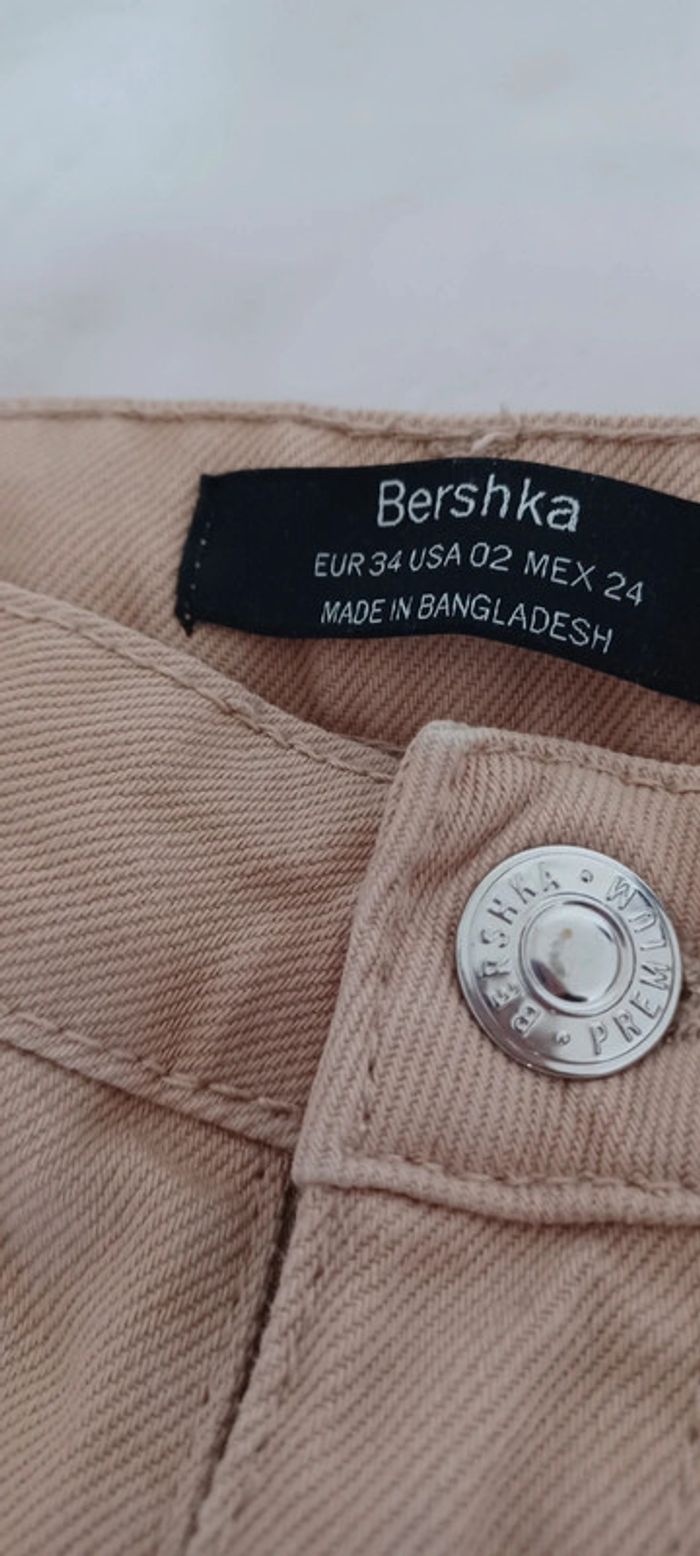 Bershka
EUR 34 USA 02 MEX 24
MADE IN BANGLADESH
BERSHKA • PREMIUM •